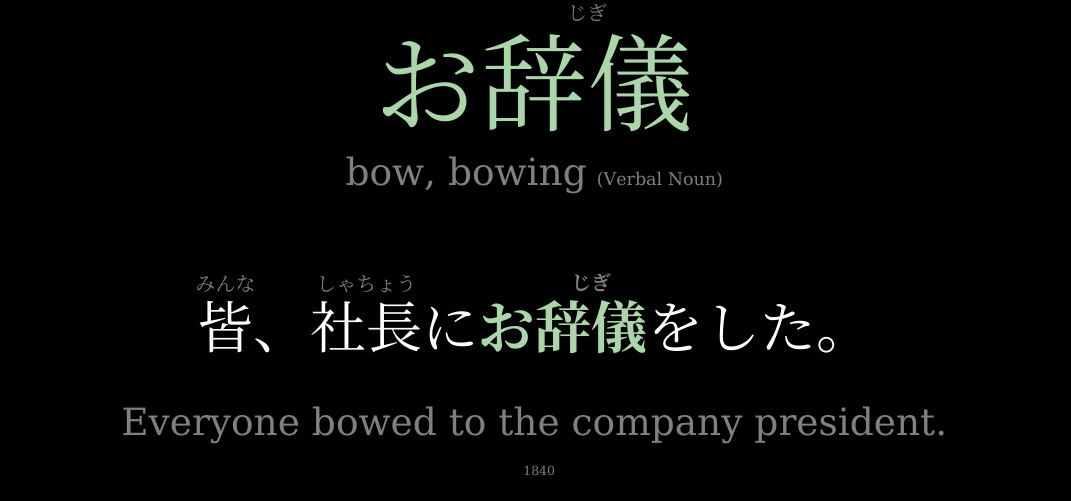 じぎ
お辞儀
bow, bowing (Verbal Noun)
みんな しゃちょう じぎ
皆、社長にお辞儀をした。
Everyone bowed to the company president.
1840